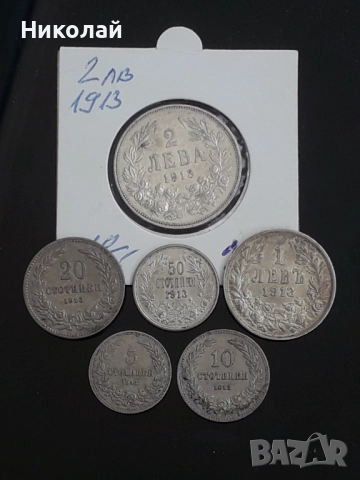 Николай
2 лв
1913
2
ЛЕВА
1913
20
СТОТИНКИ
1913
50
1913
1
ЛЕВЪ
1913
5
СТОТИНКИ
10
СТОТИНКИ
BAZAR